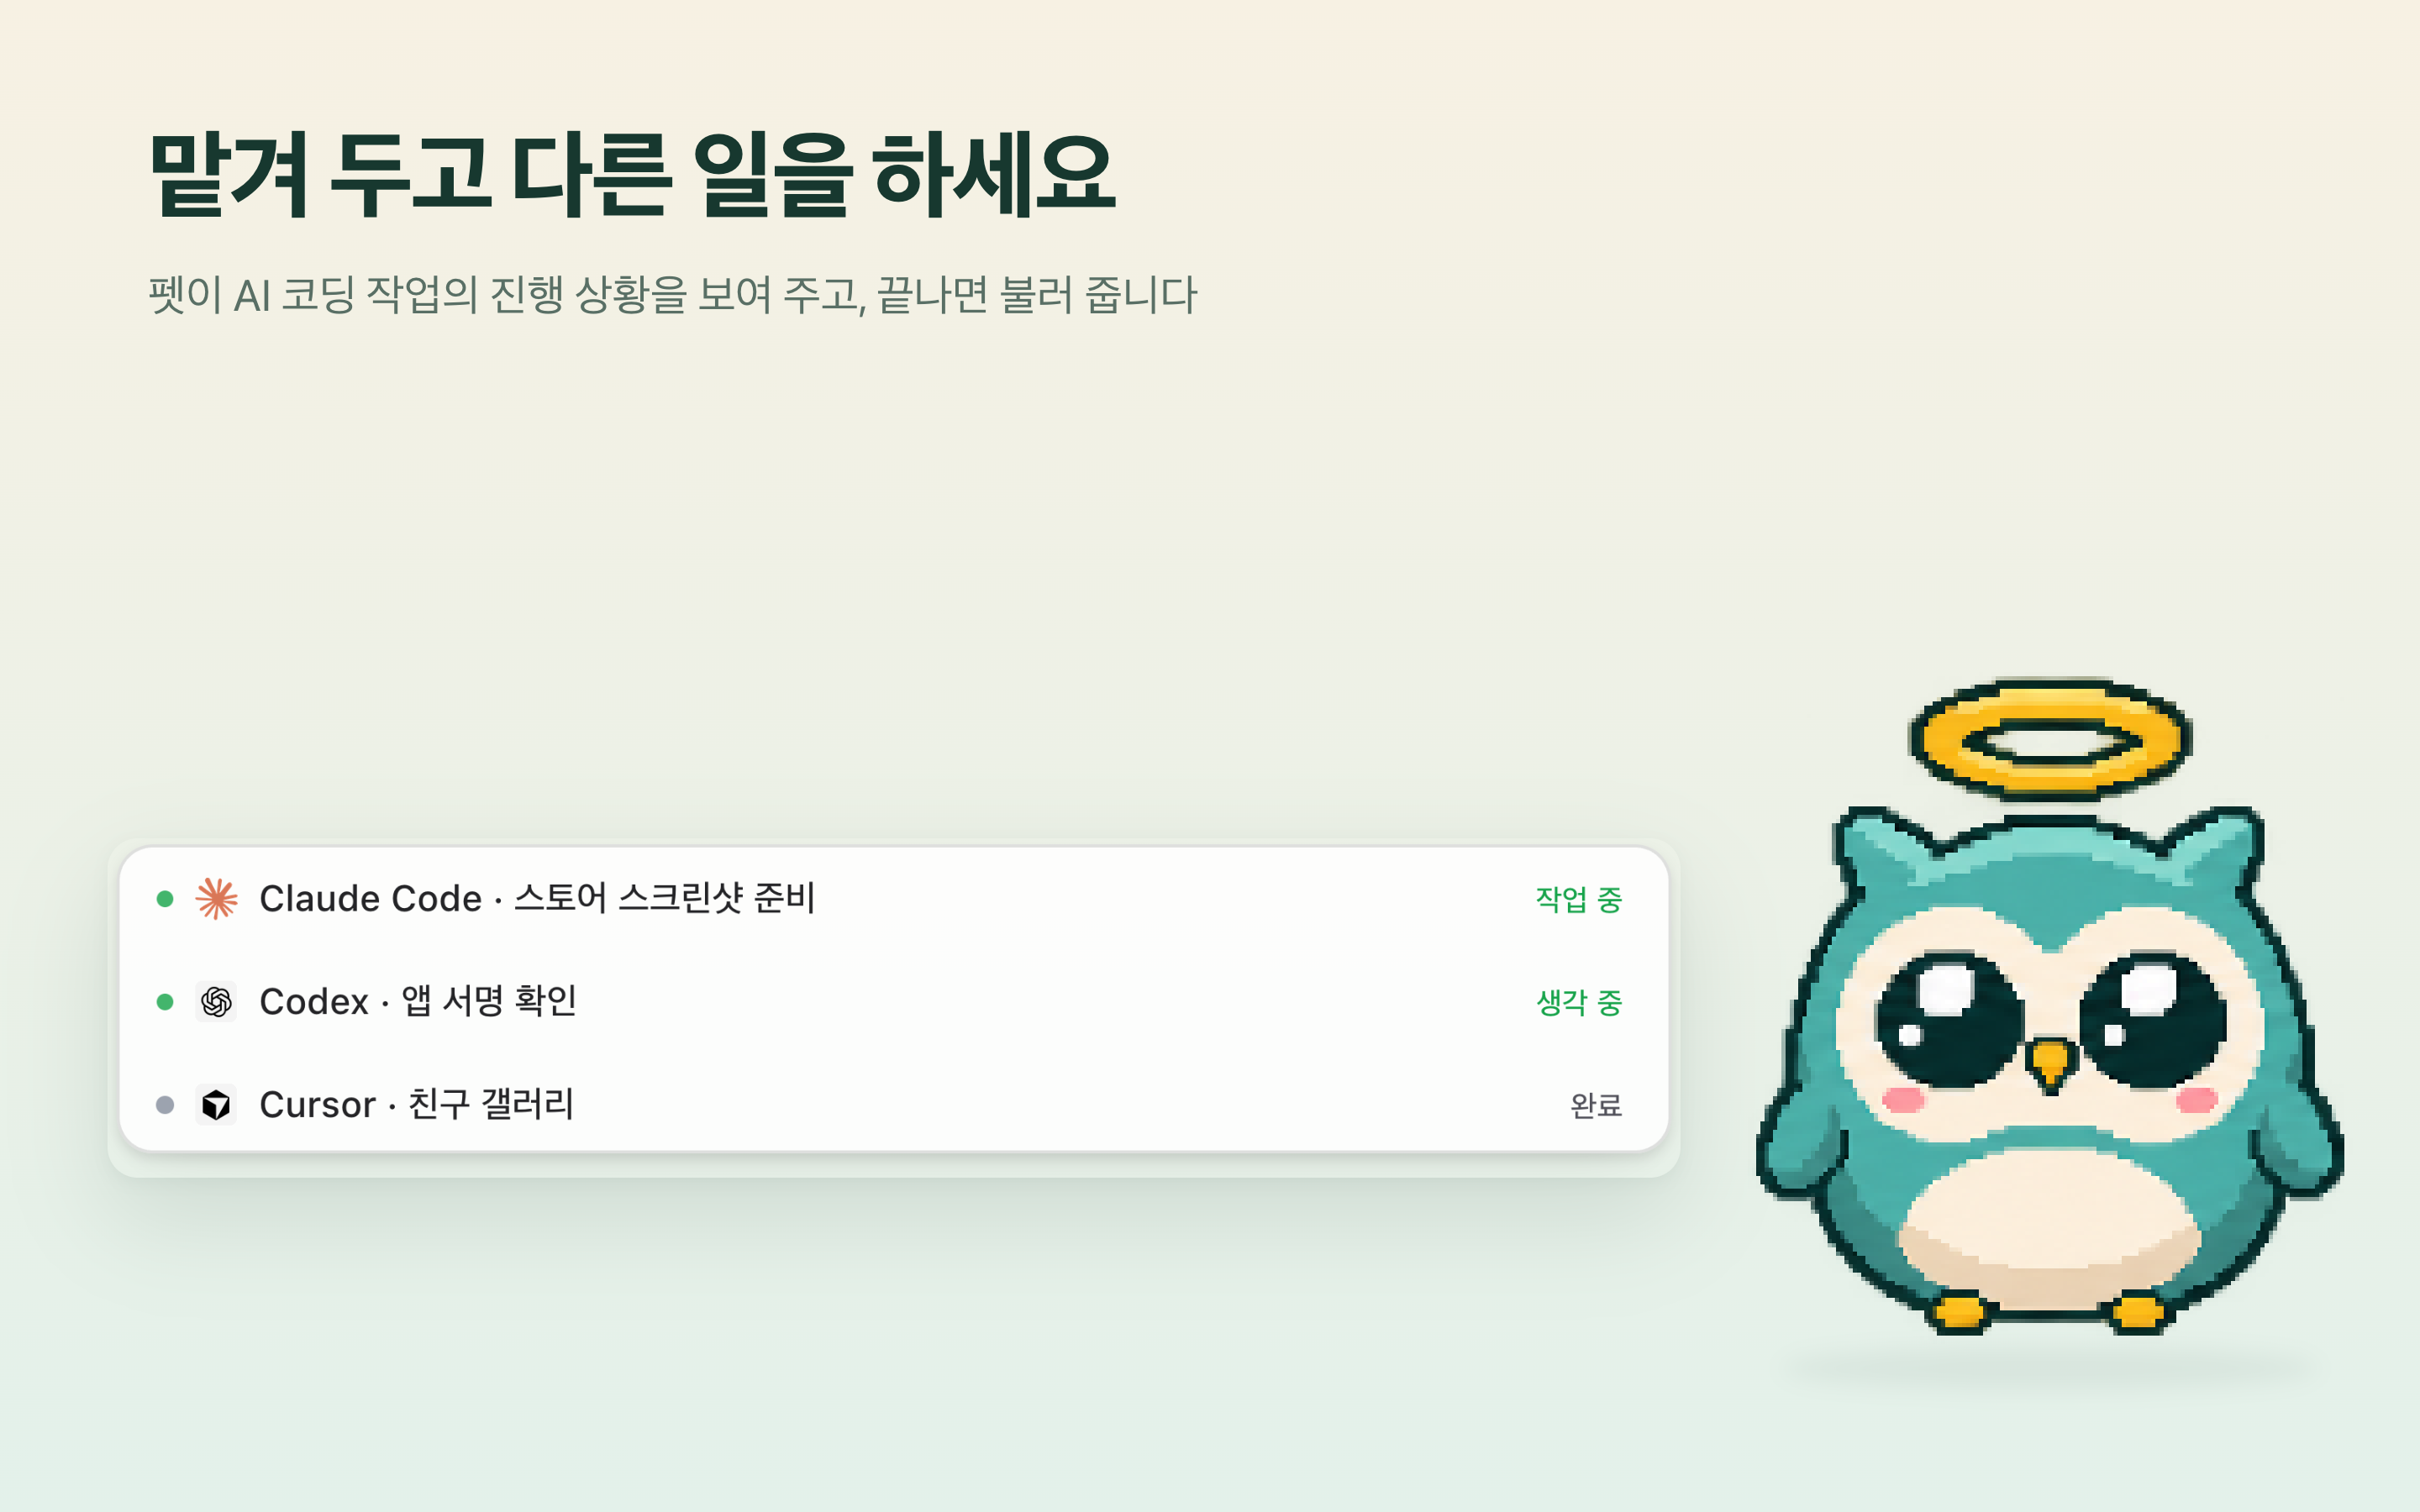 맡겨 두고 다른 일을 하세요
펫이 AI 코딩 작업의 진행 상황을 보여 주고, 끝나면 불러 줍니다
Claude Code · 스토어 스크린샷 준비 작업 중
Codex · 앱 서명 확인 생각 중
Cursor · 친구 갤러리 완료